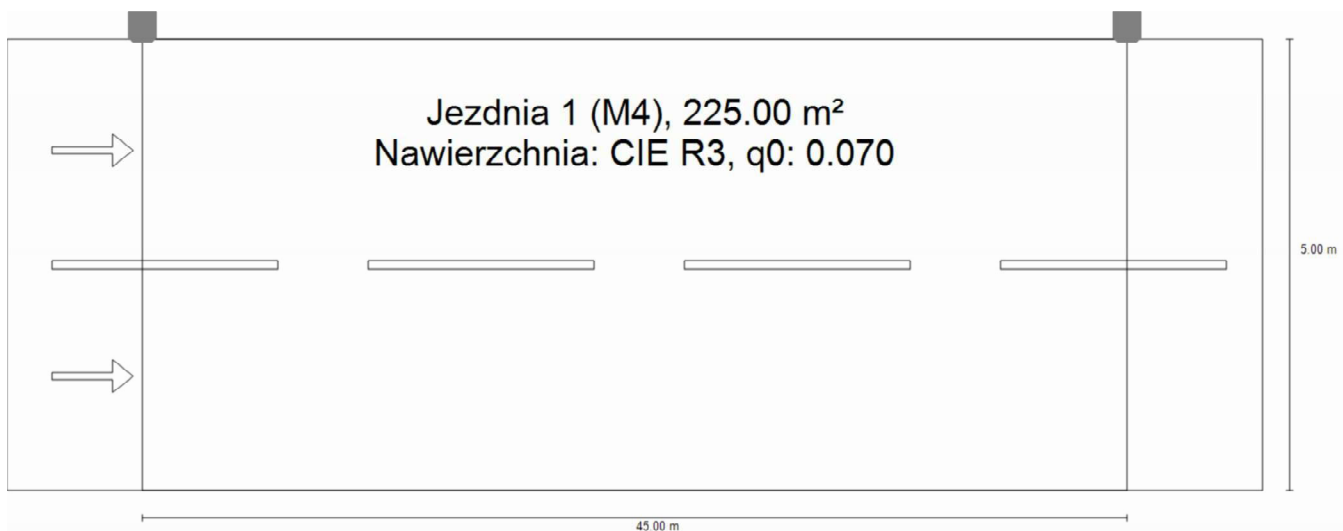 Jezdnia 1 (M4), 225.00 m²
Nawierzchnia: CIE R3, q0: 0.070
5.00 m
45.00 m